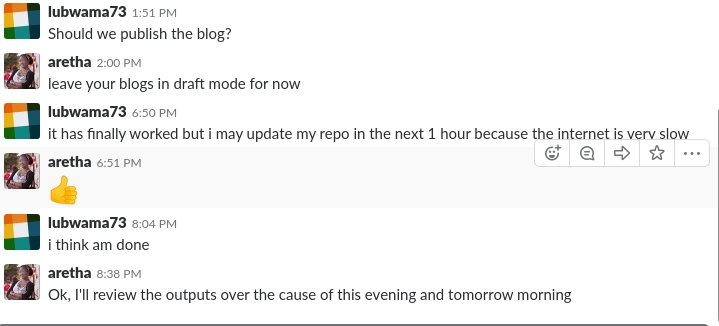 lubwama73 1:51 PM
Should we publish the blog?
aretha 2:00 PM
leave your blogs in draft mode for now
lubwama73 6:50 PM
it has finally worked but i may update my repo in the next 1 hour because the internet is very slow
aretha 6:51 PM
lubwama73 8:04 PM
i think am done
aretha 8:38 PM
Ok, I'll review the outputs over the cause of this evening and tomorrow morning